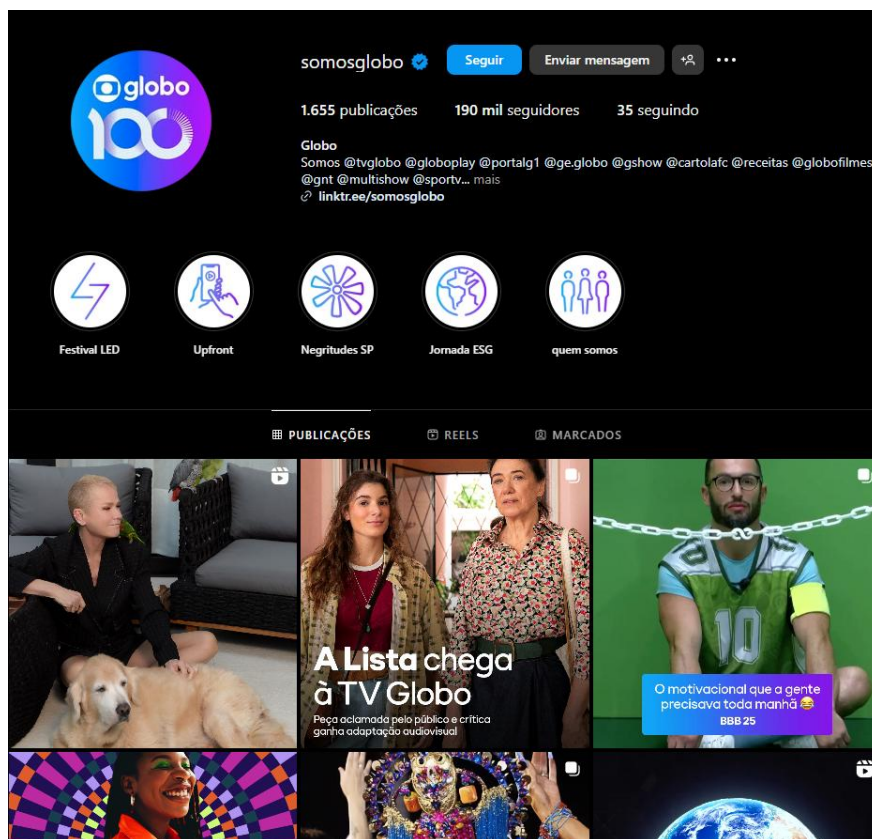 somosglobo
Seguir
Enviar mensagem
globo
100
1.655 publicações
190 mil seguidores
35 seguindo
Globo
Somos @tvglobo @globoplay @portalg1 @ge.globo @gshow @cartolafc @receitas @globofilmes
@gnt @multishow @sportv... mais
linktr.ee/somosglobo
Festival LED
Upfront
Negritudes SP
Jornada ESG
quem somos
PUBLICAÇÕES
REELS
MARCADOS
A Lista chega
à TV Globo
Peça aclamada pelo público e crítica
ganha adaptação audiovisual
10
O motivacional que a gente
precisava toda manhã 😂
BBB 25